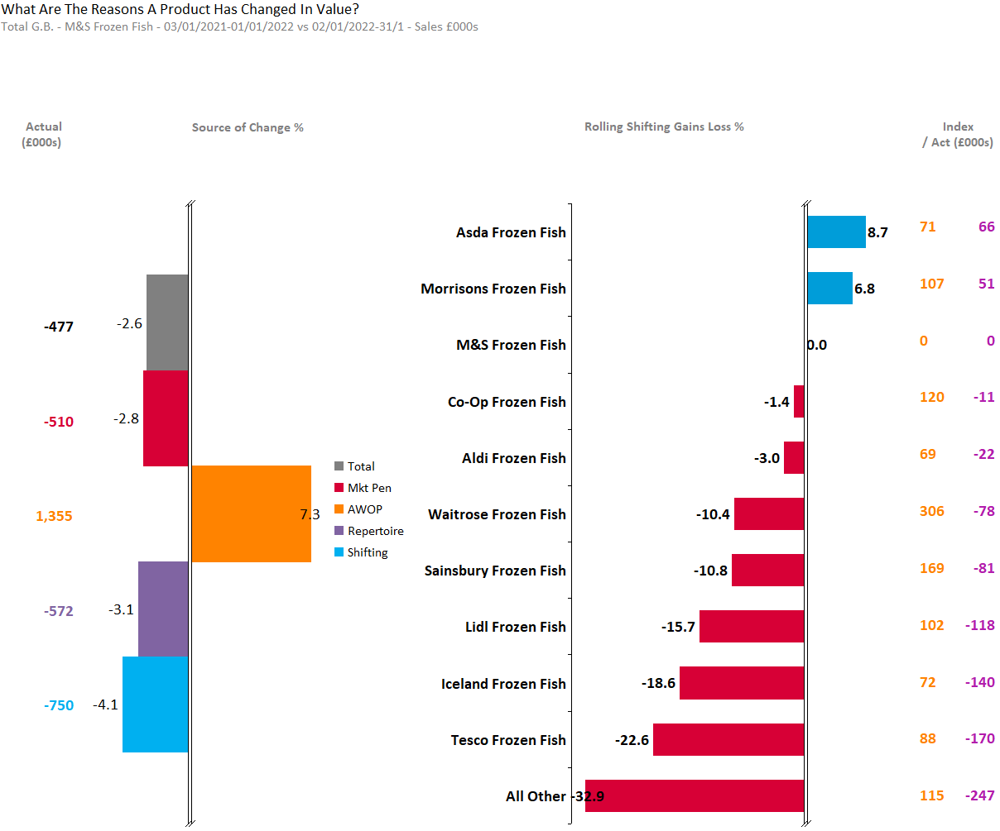 What Are The Reasons A Product Has Changed In Value?
Total G.B. - M&S Frozen Fish - 03/01/2021-01/01/2022 vs 02/01/2022-31/1 - Sales £000s
Actual
(£000s)
Source of Change %
Rolling Shifting Gains Loss %
Index
/ Act (£000s)
-477
-2.6
-510
-2.8
1,355
7.3
-572
-3.1
-750
-4.1
Total
Mkt Pen
AWOP
Repertoire
Shifting
Asda Frozen Fish 8.7 71 66
Morrisons Frozen Fish 6.8 107 51
M&S Frozen Fish 0.0 0 0
Co-Op Frozen Fish -1.4 120 -11
Aldi Frozen Fish -3.0 69 -22
Waitrose Frozen Fish -10.4 306 -78
Sainsbury Frozen Fish -10.8 169 -81
Lidl Frozen Fish -15.7 102 -118
Iceland Frozen Fish -18.6 72 -140
Tesco Frozen Fish -22.6 88 -170
All Other -32.9 115 -247